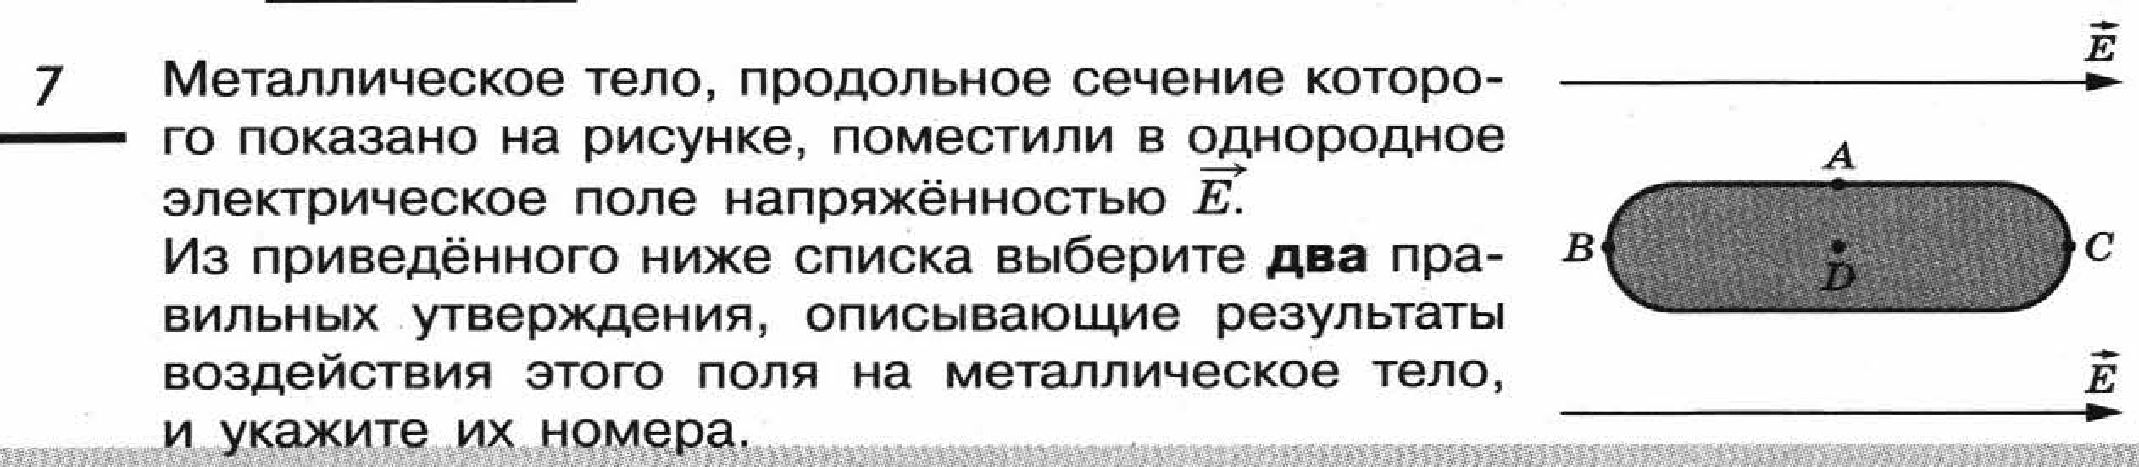 7
Металлическое тело, продольное сечение которо-
го показано на рисунке, поместили в однородное
электрическое поле напряжённостью E.
Из приведённого ниже списка выберите два пра-
вильных утверждения, описывающие результаты
воздействия этого поля на металлическое тело,
и укажите их номера.
E
A
B
C
D
E